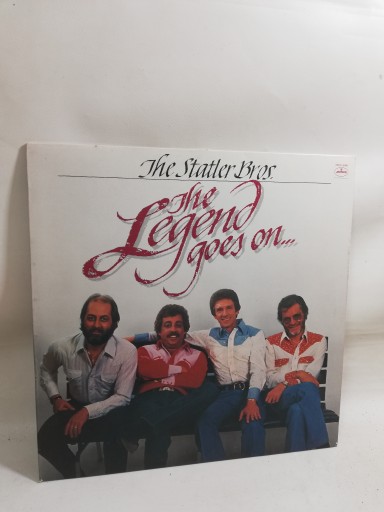 The Statler Bros.
The
Legend
goes on...